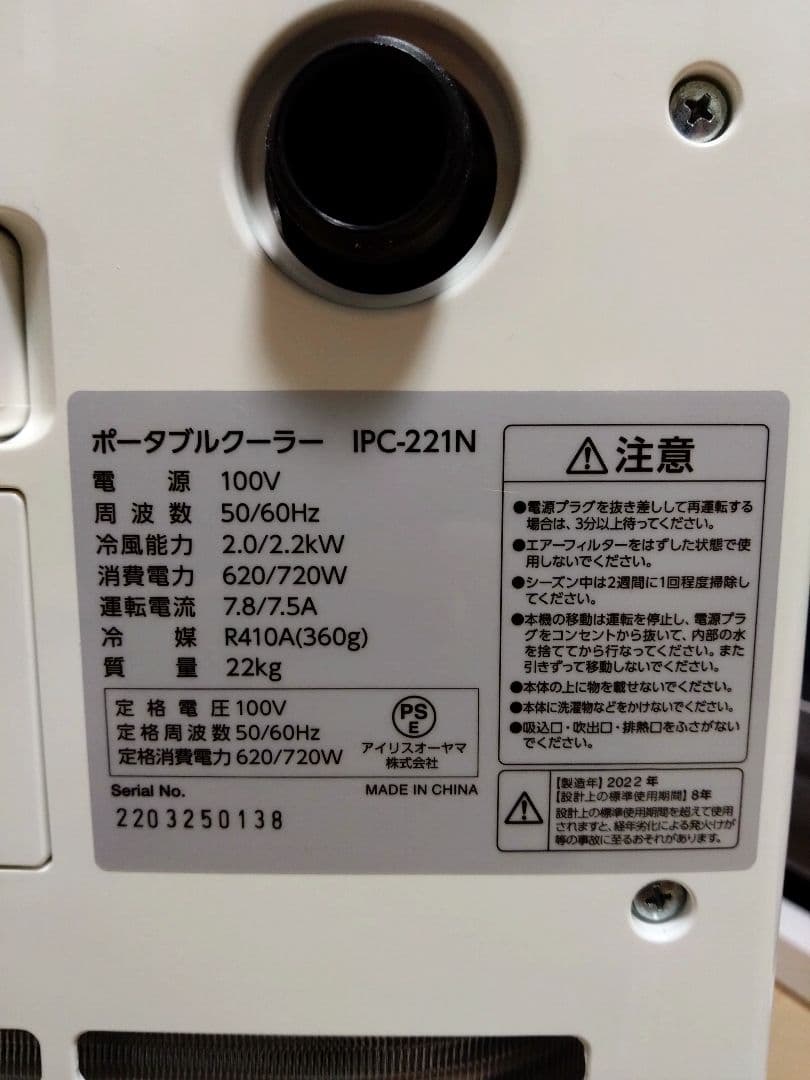 ポータブルクーラー IPC-221N
電源 100V
周波数 50/60Hz
冷風能力 2.0/2.2kW
消費電力 620/720W
運転電流 7.8/7.5A
冷媒 R410A(360g)
質量 22kg
定格電圧 100V
定格周波数 50/60Hz
定格消費電力 620/720W
PS
E
アイリスオーヤマ
株式会社
Serial No.
MADE IN CHINA
2203250138
注意
●電源プラグを抜き差しして再運転する
場合は、3分以上待ってください。
●エアーフィルターをはずした状態で使
用しないでください。
●シーズン中は2週間に1回程度掃除し
てください。
●本機の移動は運転を停止し、電源プラ
グをコンセントから抜いて、内部の水
を捨ててから行なってください。また
引きずって移動しないでください。
●本体の上に物を載せないでください。
●本体に洗濯物などをかけないでください。
●吸込口・吹出口・排熱口をふさがない
でください。
【製造年】2022年
【設計上の標準使用期間】8年
設計上の標準使用期間を超えて使用
されますと、経年劣化による発火けが
等の事故に至るおそれがあります。